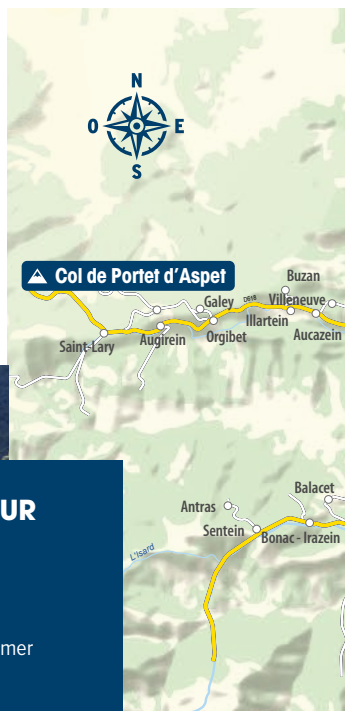 N
O E
S
Col de Portet d'Aspet
Buzan
Galey
D618
Villeneuve
Illartein
Saint-Lary
Augirein
Orgibet
Aucazein
UR
Balacet
Antras
Sentein
Bonac - Irazein
L'Isard
mer